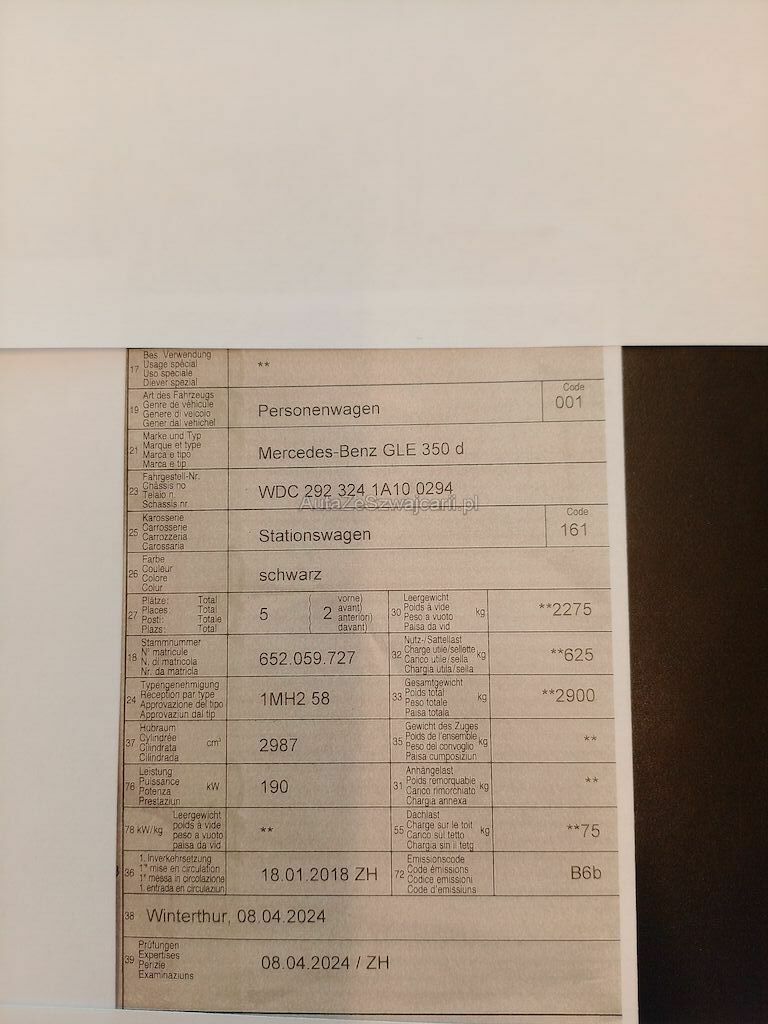 17 Bes. Verwendung
Usage spécial
Uso speciale
Diever spezial
**
19 Art des Fahrzeugs
Genre de véhicule
Genere di veicolo
Gener dal vehichel
Personenwagen
Code
001
21 Marke und Typ
Marque et type
Marca e tipo
Marca e tip
Mercedes-Benz GLE 350 d
23 Fahrgestell-Nr.
Châssis no
Telaio n.
Schassis nr
WDC 292 324 1A10 0294
AutaZeSzwajcarii.pl
25 Karosserie
Carrosserie
Carrozzeria
Carossaria
Stationswagen
Code
161
26 Farbe
Couleur
Colore
Colur
schwarz
27 Plätze: Total
Places: Total
Posti: Totale
Plazs: Total
5
( vorne)
( 2 avant)
( anteriori)
( davant)
30 Leergewicht
Poids à vide
Peso a vuoto
Paisa da vid
kg
**2275
18 Stammnummer
N° matricule
N. di matricola
Nr. da matricla
652.059.727
32 Nutz-/Sattellast
Charge utile/sellette
Carico utile/sella
Chargia utila/sella
kg
**625
24 Typengenehmigung
Réception par type
Approvazione del tipo
Approvaziun dal tip
1MH2 58
33 Gesamtgewicht
Poids total
Peso totale
Paisa totala
kg
**2900
37 Hubraum
Cylindrée
Cilindrata
Cilindrada
cm³
2987
35 Gewicht des Zuges
Poids de l'ensemble
Peso del convoglio
Paisa cumposiziun
kg
**
76 Leistung
Puissance
Potenza
Prestaziun
kW
190
31 Anhängelast
Poids remorquable
Carico rimorchiato
Chargia annexa
kg
**
78 kW/kg
Leergewicht
poids à vide
peso a vuoto
paisa da vid
**
55 Dachlast
Charge sur le toit
Carico sul tetto
Chargia sin il tetg
kg
**75
36 1. Inverkehrsetzung
1re mise en circulation
1a messa in circolazione
1. entrada en circulaziun
18.01.2018 ZH
72 Emissionscode
Code émissions
Codice emissioni
Code d'emissiuns
B6b
38 Winterthur, 08.04.2024
39 Prüfungen
Expertises
Perizie
Examinaziuns
08.04.2024 / ZH